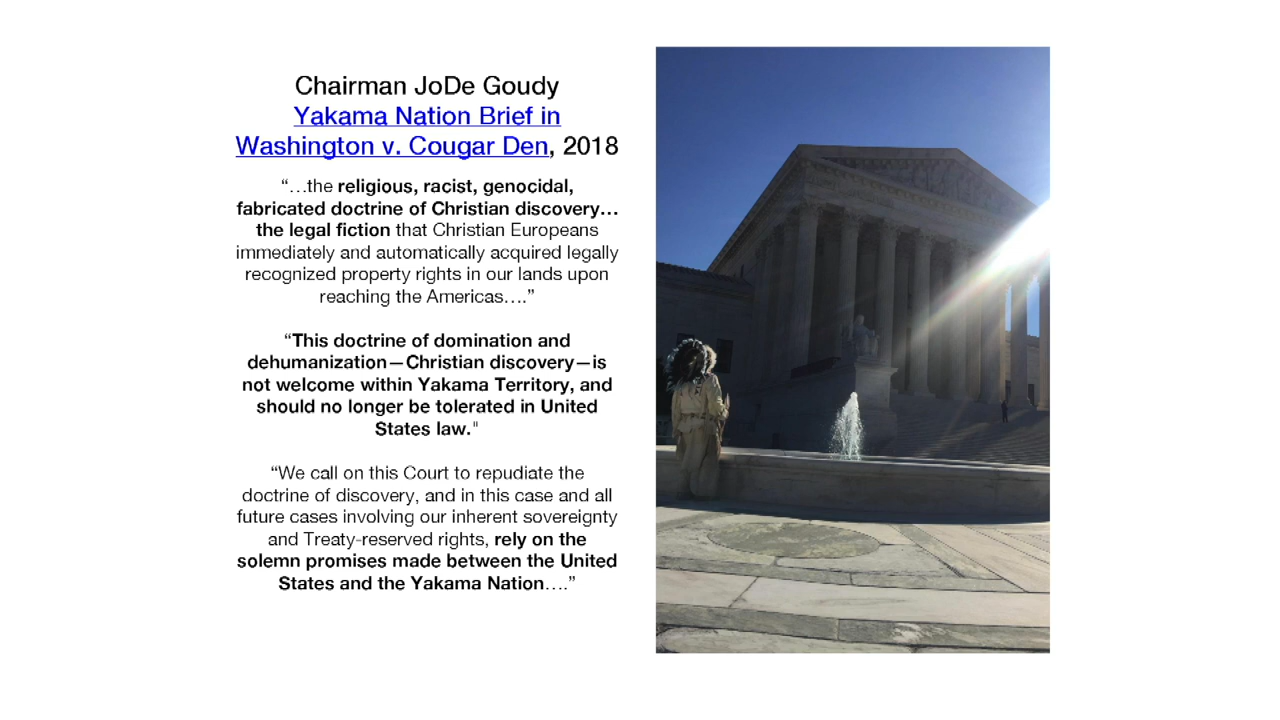 Chairman JoDe Goudy
Yakama Nation Brief in
Washington v. Cougar Den, 2018
“…the religious, racist, genocidal,
fabricated doctrine of Christian discovery…
the legal fiction that Christian Europeans
immediately and automatically acquired legally
recognized property rights in our lands upon
reaching the Americas….”
“This doctrine of domination and
dehumanization—Christian discovery—is
not welcome within Yakama Territory, and
should no longer be tolerated in United
States law."
“We call on this Court to repudiate the
doctrine of discovery, and in this case and all
future cases involving our inherent sovereignty
and Treaty-reserved rights, rely on the
solemn promises made between the United
States and the Yakama Nation….”